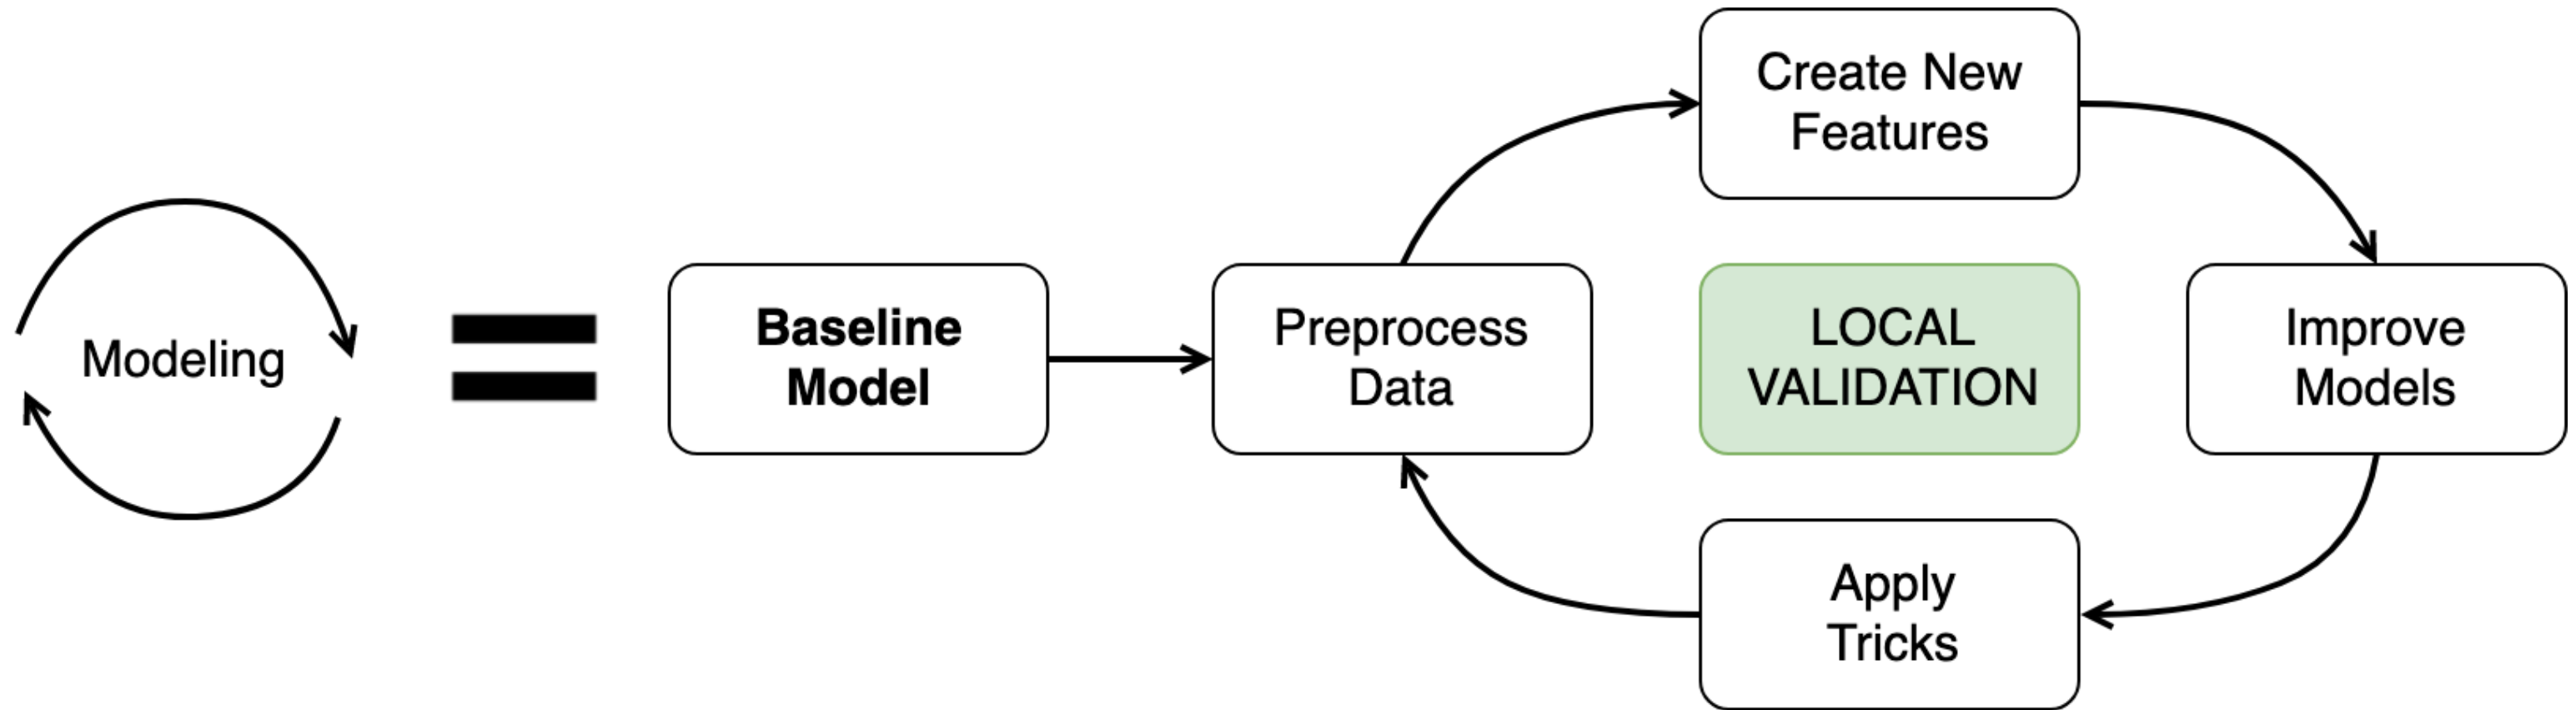 Modeling
Baseline
Model
Preprocess
Data
Create New
Features
LOCAL
VALIDATION
Improve
Models
Apply
Tricks